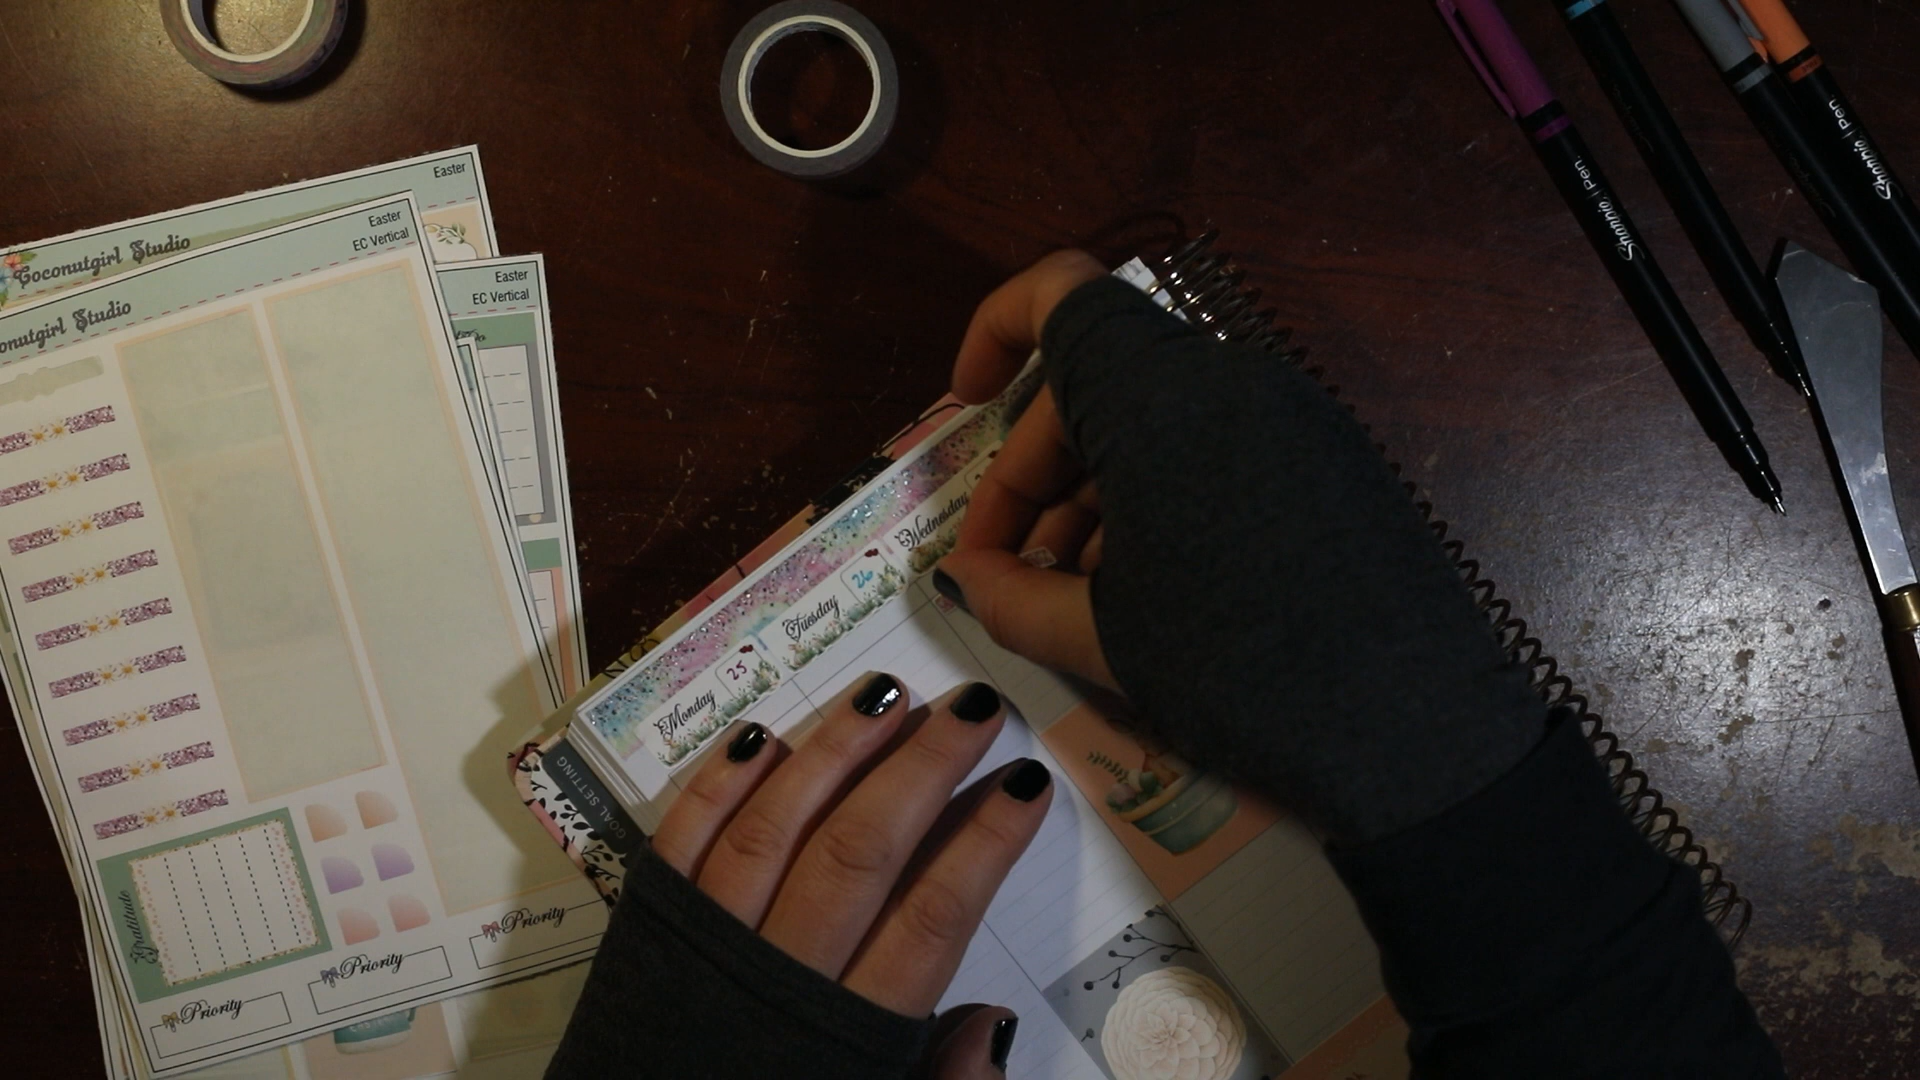 Easter
Coconutgirl Studio
Easter
EC Vertical
Studio
Easter
EC Vertical
Gratitude
Priority
Priority
Priority
Monday
25
Tuesday
26
Wednesday
GOAL SETTING
Sharpie | Pen.
Sharpie | Pen.